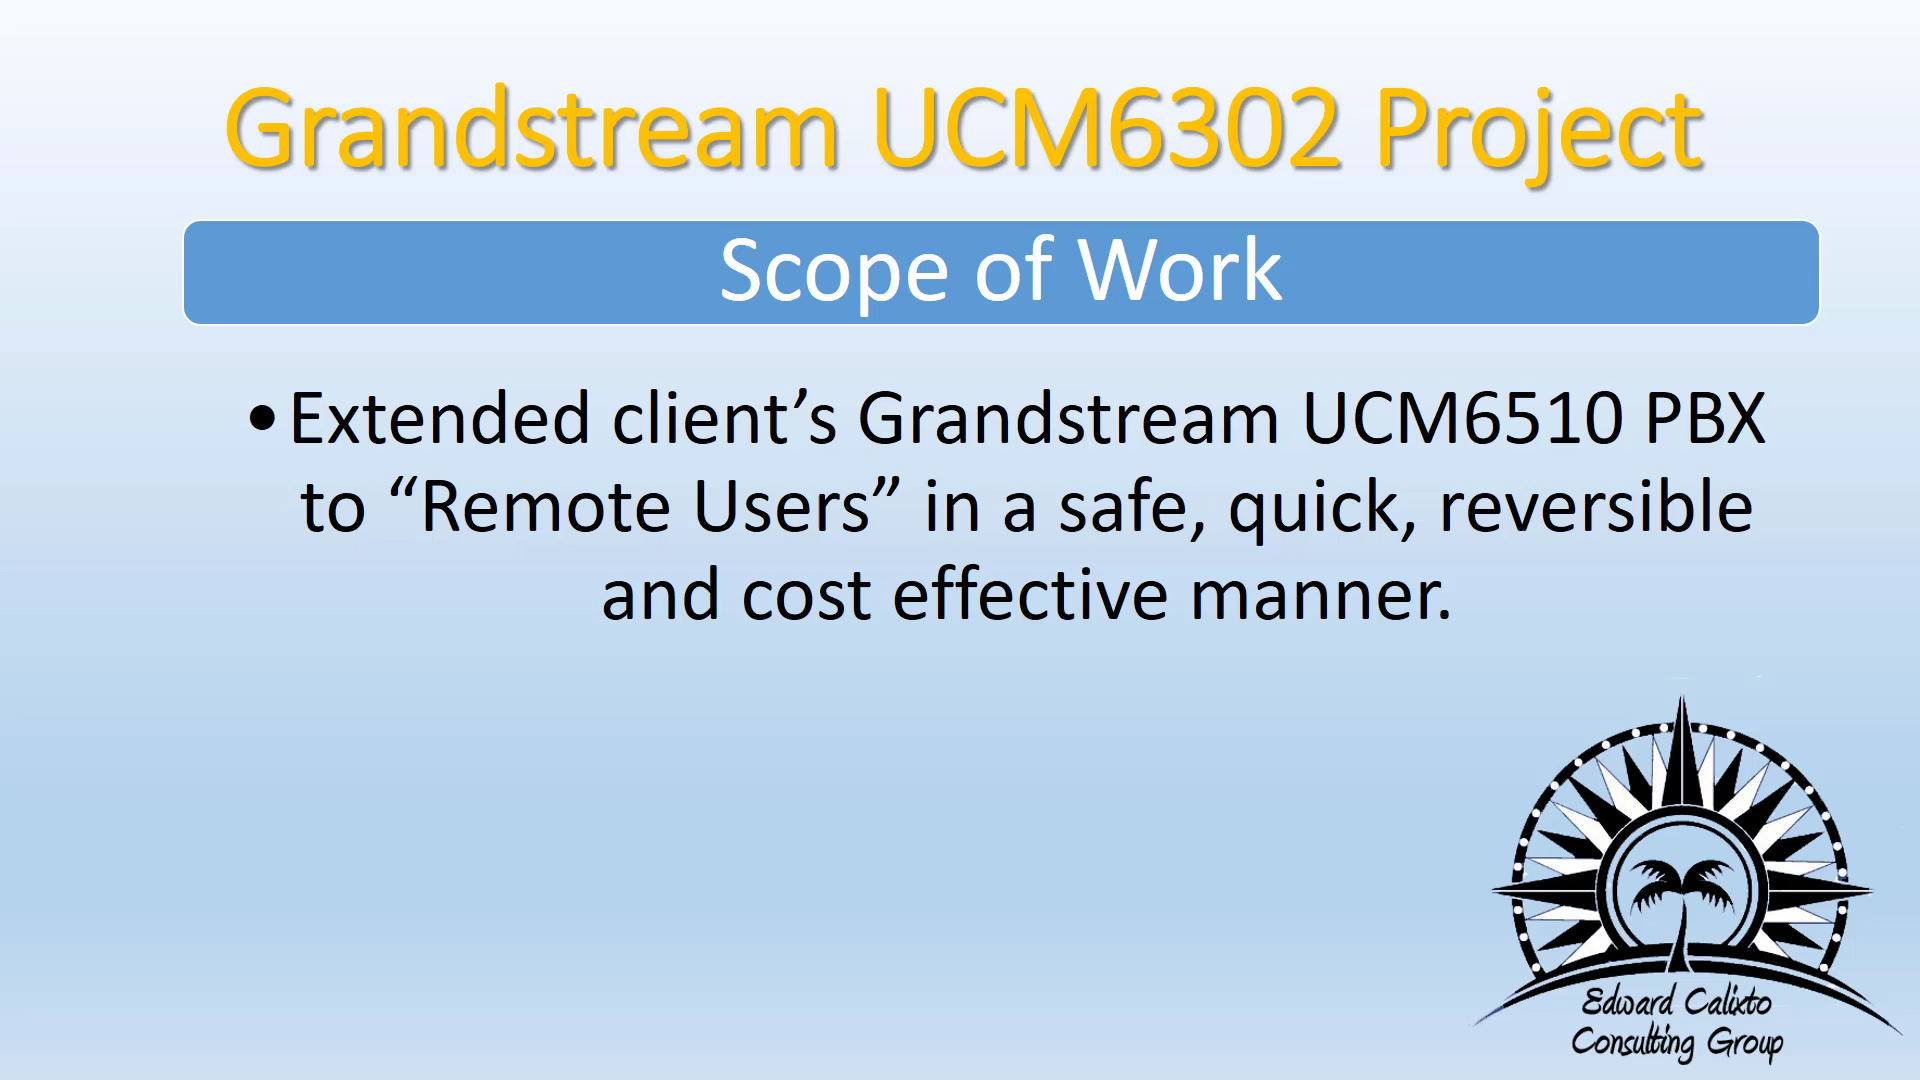 Grandstream UCM6302 Project
Scope of Work
•Extended client’s Grandstream UCM6510 PBX
to “Remote Users” in a safe, quick, reversible
and cost effective manner.
Edward Calixto
Consulting Group